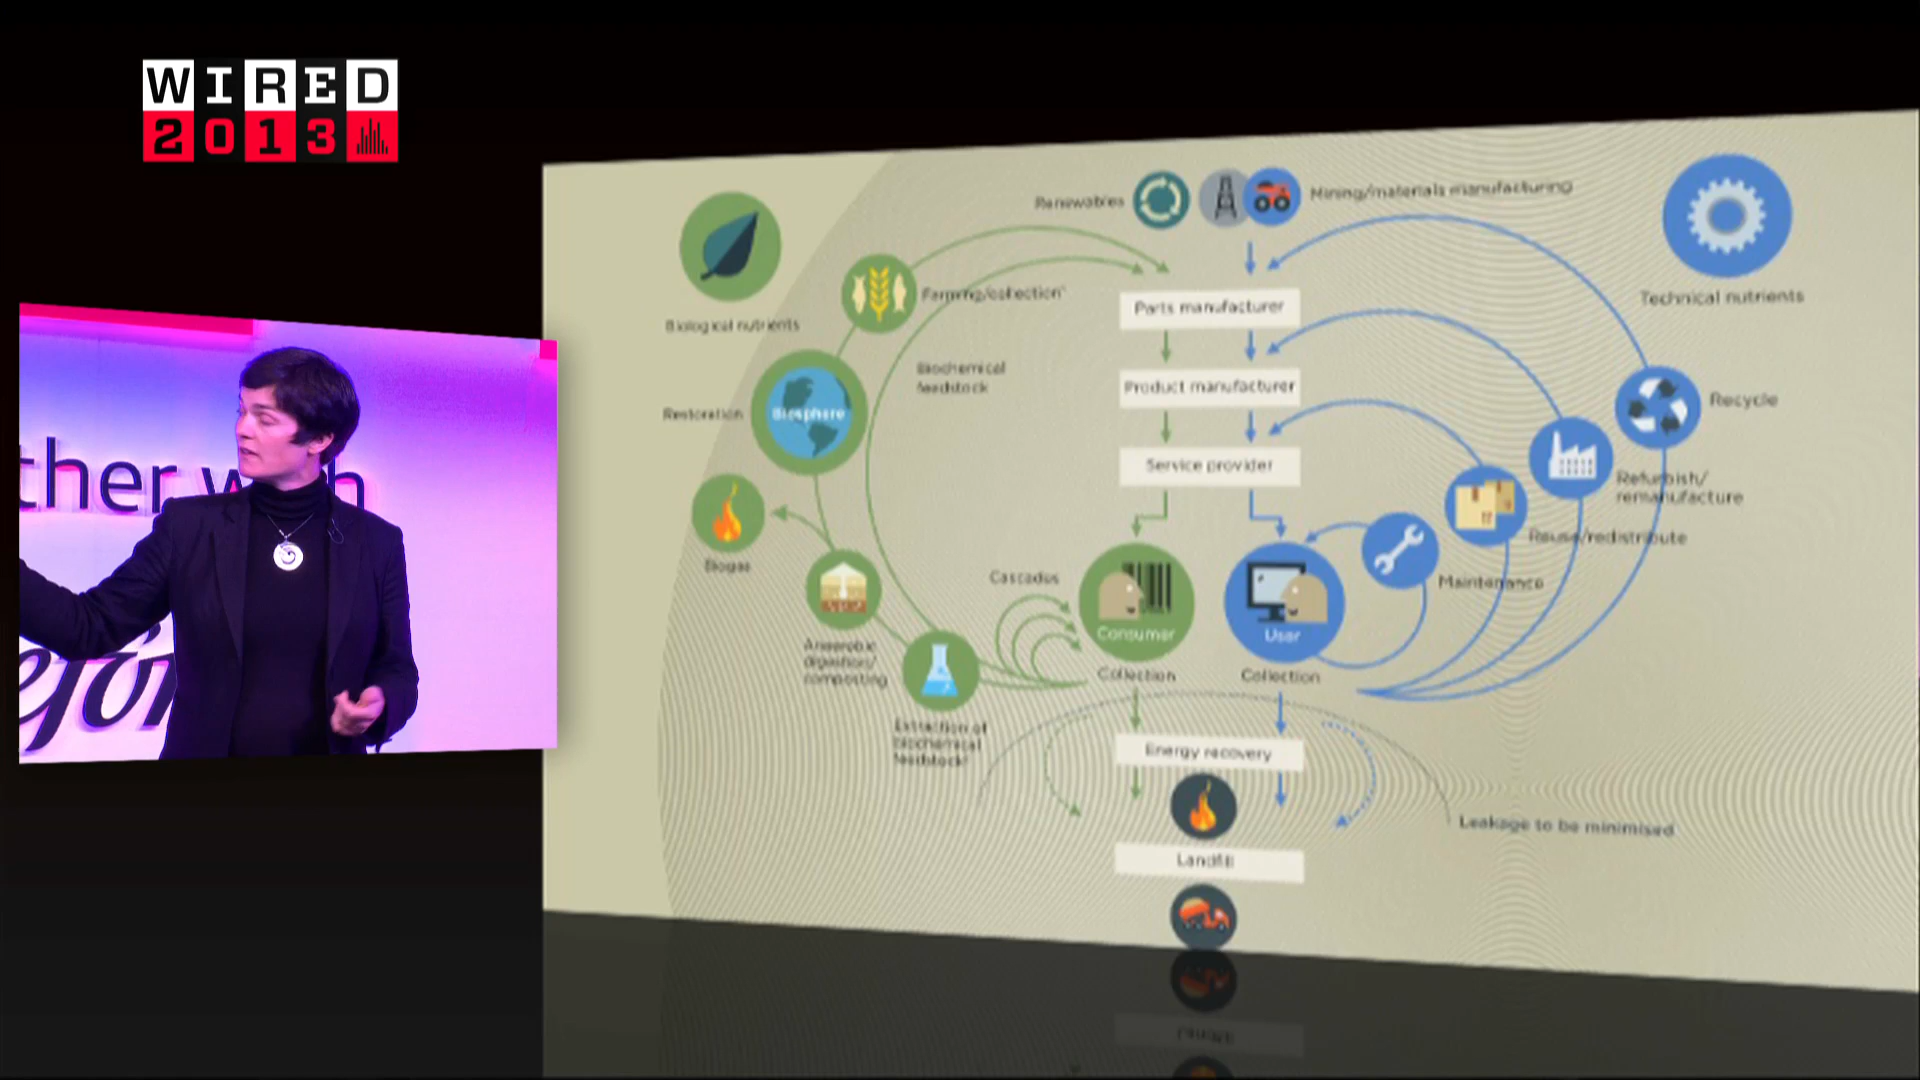 WIRED
2013
ther with
Renewables
Mining/materials manufacturing
Technical nutrients
Biological nutrients
Farming/collection
Parts manufacturer
Biochemical
feedstock
Product manufacturer
Restoration
Biosphere
Recycle
Service provider
Refurbish/
remanufacture
Reuse/redistribute
Biogas
Cascades
Maintenance
Consumer
User
Anaerobic
digestion/
composting
Collection
Collection
Extraction of
biochemical
feedstock
Energy recovery
Leakage to be minimised
Landfill